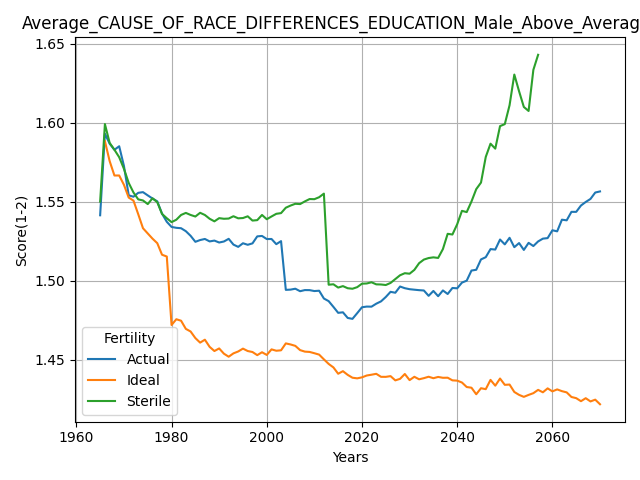 Average_CAUSE_OF_RACE_DIFFERENCES_EDUCATION_Male_Above_Averag
1.65
1.60
1.55
1.50
1.45
Score(1-2)
Fertility
Actual
Ideal
Sterile
1960 1980 2000 2020 2040 2060
Years